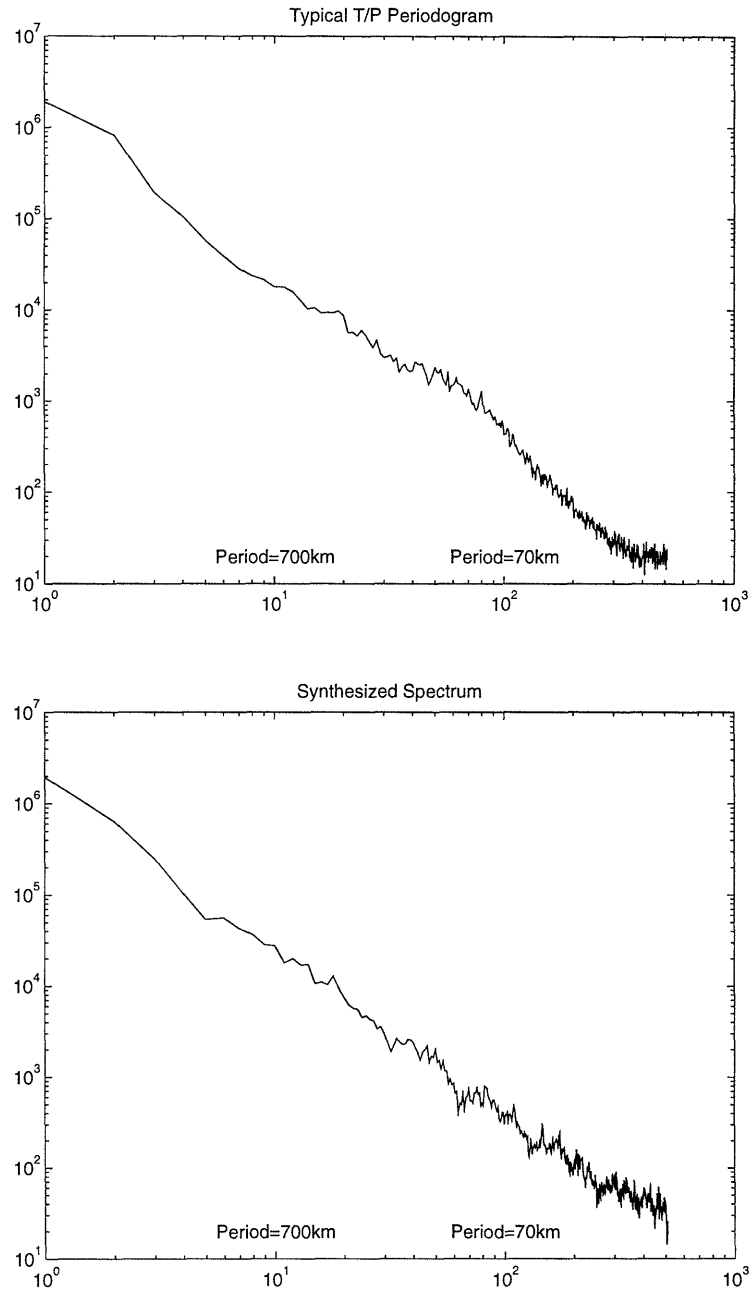 Typical T/P Periodogram
10^7
10^6
10^5
10^4
10^3
10^2
10^1
Period=700km Period=70km
10^0 10^1 10^2 10^3
Synthesized Spectrum
10^7
10^6
10^5
10^4
10^3
10^2
10^1
Period=700km Period=70km
10^0 10^1 10^2 10^3